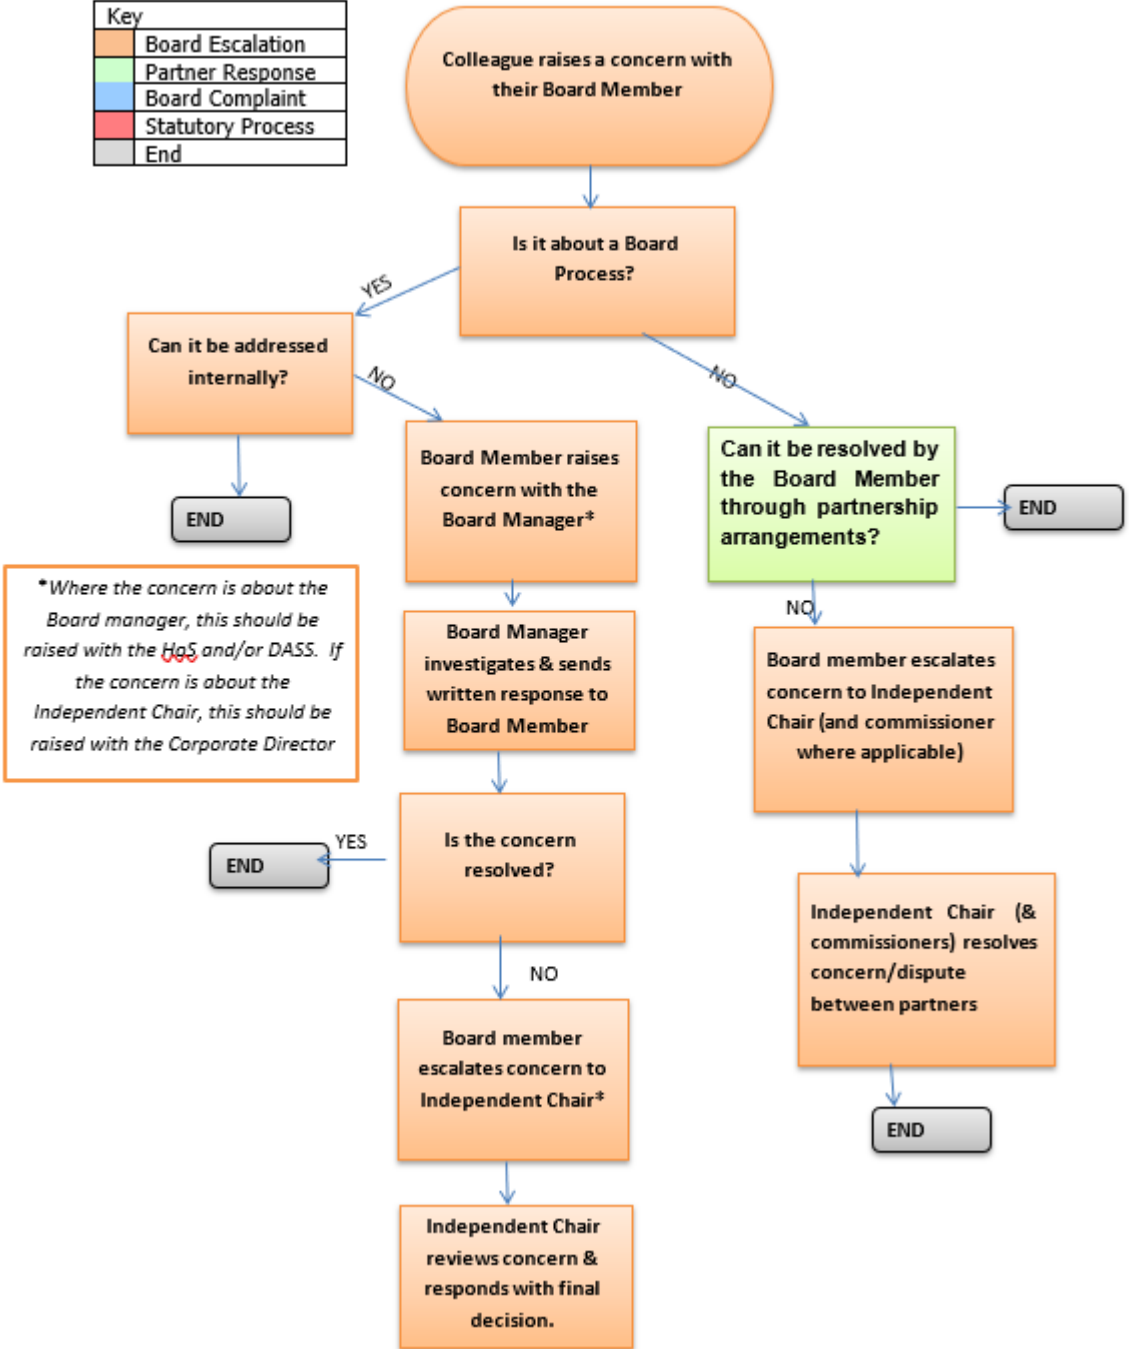 Key
Board Escalation
Partner Response
Board Complaint
Statutory Process
End
Colleague raises a concern with
their Board Member
Is it about a Board
Process?
YES
NO
Can it be addressed
internally?
NO
END
Board Member raises
concern with the
Board Manager*
Can it be resolved by
the Board Member
through partnership
arrangements?
END
NO
*Where the concern is about the
Board manager, this should be
raised with the HoS and/or DASS. If
the concern is about the
Independent Chair, this should be
raised with the Corporate Director
Board Manager
investigates & sends
written response to
Board Member
Board member escalates
concern to Independent
Chair (and commissioner
where applicable)
Is the concern
resolved?
YES
END
NO
Independent Chair (&
commissioners) resolves
concern/dispute
between partners
END
Board member
escalates concern to
Independent Chair*
Independent Chair
reviews concern &
responds with final
decision.